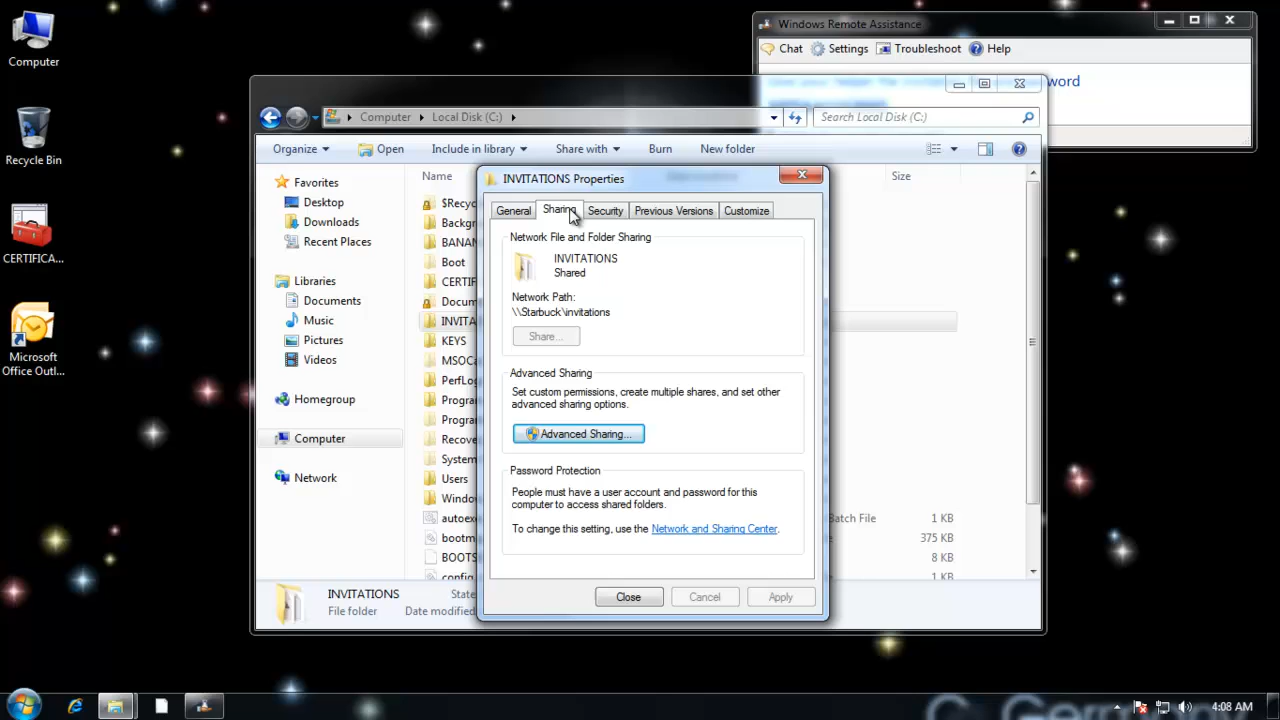 Computer
Recycle Bin
CERTIFICA...
Microsoft
Office Outl...
Windows Remote Assistance
Chat
Settings
Troubleshoot
Help
Computer
Local Disk (C:)
Search Local Disk (C:)
Organize
Open
Include in library
Share with
Burn
New folder
Favorites
Desktop
Downloads
Recent Places
Libraries
Documents
Music
Pictures
Videos
Homegroup
Computer
Network
Name
Size
$Recyc
Backgr
BANAN
Boot
CERTIF
Docum
INVITA
KEYS
MSOCa
PerfLog
Progra
Progra
Recove
System
Users
Windo
autoex
bootm
BOOTS
config
Batch File
1 KB
375 KB
8 KB
1 KB
INVITATIONS Properties
General
Sharing
Security
Previous Versions
Customize
Network File and Folder Sharing
INVITATIONS
Shared
Network Path:
\\Starbuck\invitations
Share...
Advanced Sharing
Set custom permissions, create multiple shares, and set other
advanced sharing options.
Advanced Sharing...
Password Protection
People must have a user account and password for this
computer to access shared folders.
To change this setting, use the Network and Sharing Center.
Close
Cancel
Apply
INVITATIONS
State
File folder
Date modified
4:08 AM